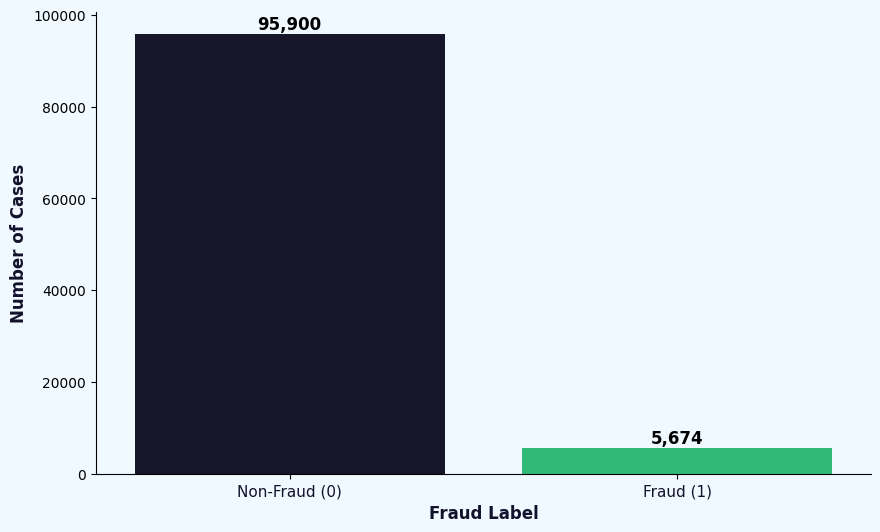 Number of Cases
100000
80000
60000
40000
20000
0
95,900
5,674
Non-Fraud (0)
Fraud (1)
Fraud Label